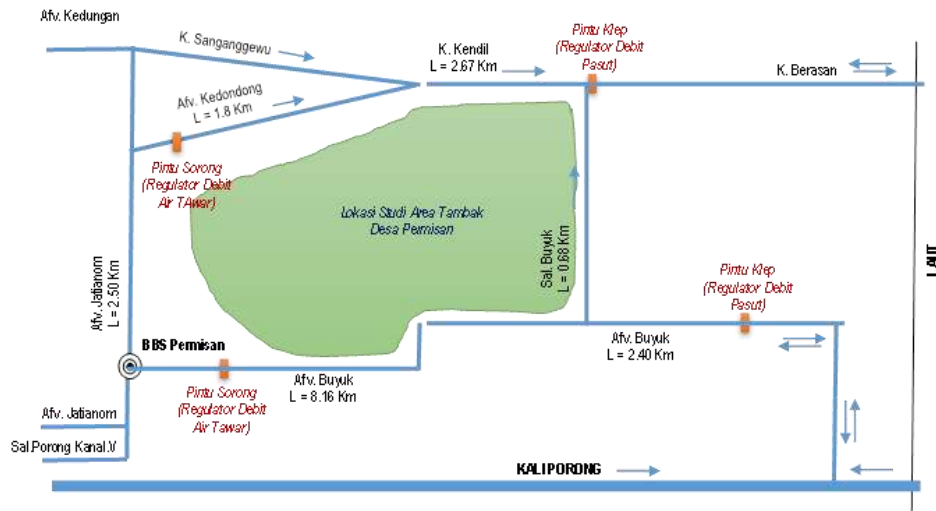 Afv. Kedungan
K. Sanganggewu
K. Kendil
L = 2.67 Km
Pintu Klep
(Regulator Debit
Pasut)
K. Berasan
Afv. Kedondong
L = 1.8 Km
Pintu Sorong
(Regulator Debit
Air TAwar)
Lokasi Studi Area Tambak
Desa Permisan
Sal. Buyuk
L = 0.68 Km
Pintu Klep
(Regulator Debit
Pasut)
LAUT
Afv. Jatianom
L = 2.50 Km
BBS Permisan
Afv. Buyuk
L = 2.40 Km
Afv. Buyuk
L = 8.16 Km
Pintu Sorong
(Regulator Debit
Air Tawar)
Afv. Jatianom
Sal.Porong Kanal.V
KALI PORONG